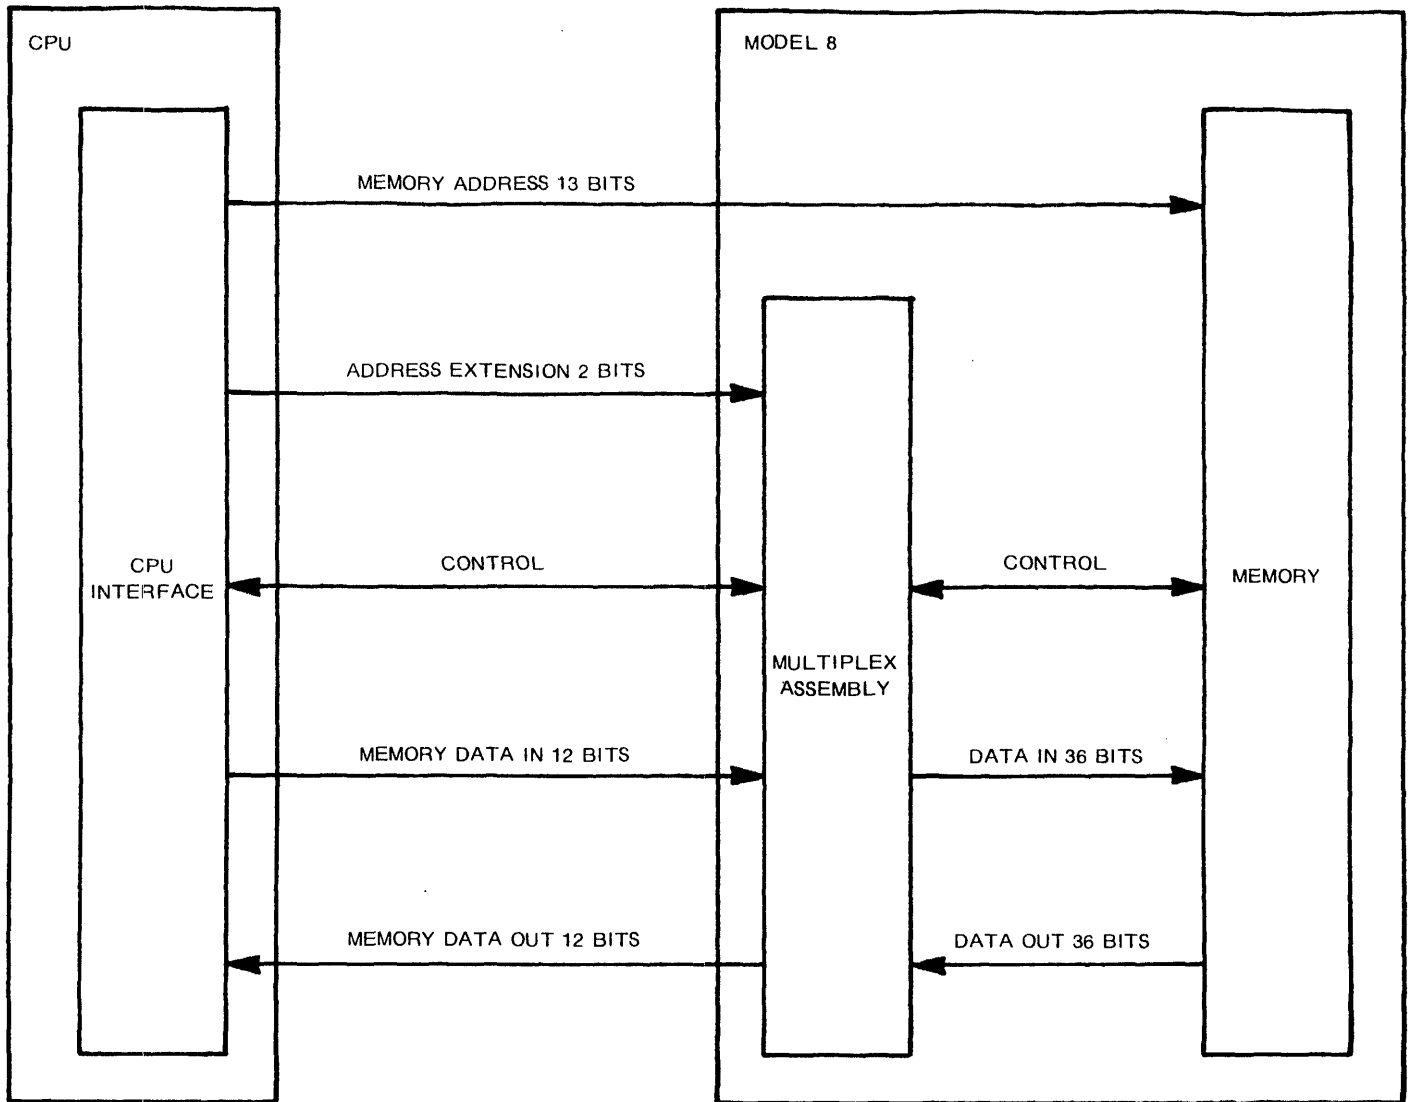 CPU
MODEL 8
MEMORY ADDRESS 13 BITS
ADDRESS EXTENSION 2 BITS
CPU
INTERFACE
CONTROL
CONTROL
MEMORY
MULTIPLEX
ASSEMBLY
MEMORY DATA IN 12 BITS
DATA IN 36 BITS
MEMORY DATA OUT 12 BITS
DATA OUT 36 BITS